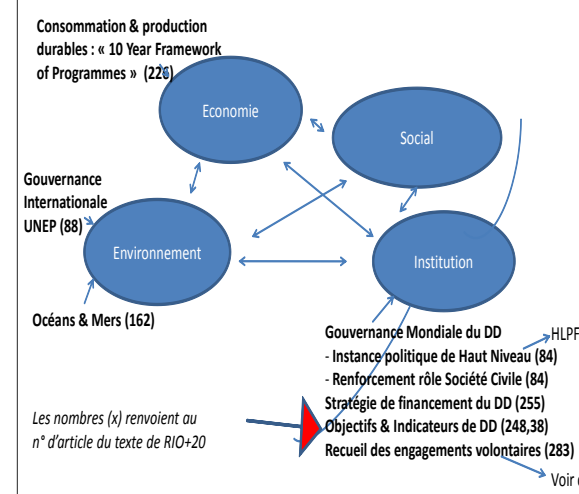 Consommation & production
durables : « 10 Year Framework
of Programmes » (226)
Economie
Social
Gouvernance
Internationale
UNEP (88)
Environnement
Institution
Océans & Mers (162)
Gouvernance Mondiale du DD
HLPF
- Instance politique de Haut Niveau (84)
- Renforcement rôle Société Civile (84)
Stratégie de financement du DD (255)
Objectifs & Indicateurs de DD (248,38)
Recueil des engagements volontaires (283)
Les nombres (x) renvoient au
n° d'article du texte de RIO+20
Voir